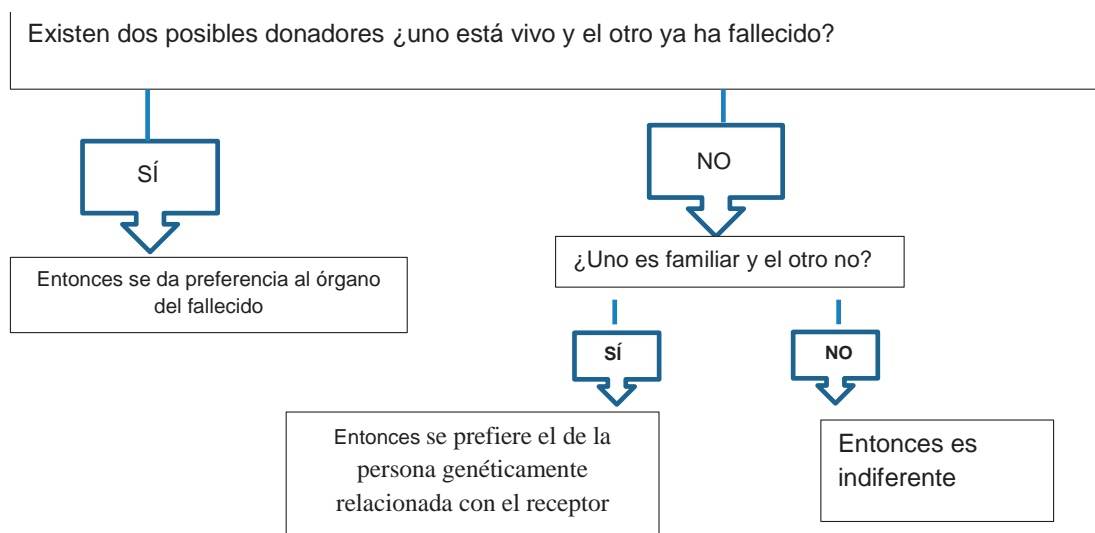 Existen dos posibles donadores ¿uno está vivo y el otro ya ha fallecido?
SÍ
NO
Entonces se da preferencia al órgano
del fallecido
¿Uno es familiar y el otro no?
SÍ
NO
Entonces se prefiere el de la
persona genéticamente
relacionada con el receptor
Entonces es
indiferente